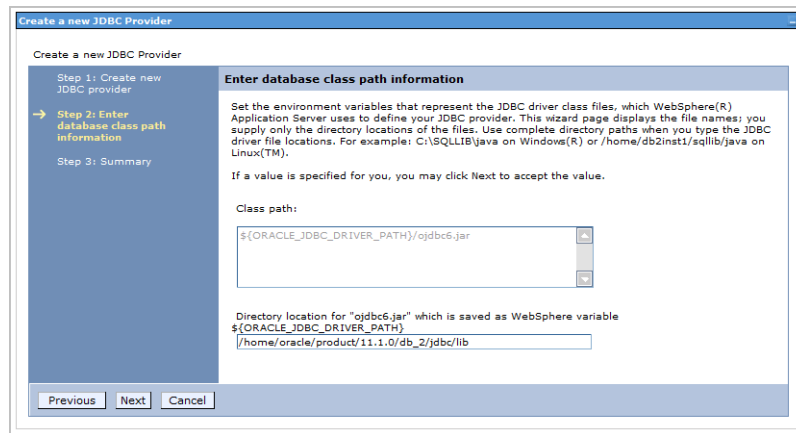 Create a new JDBC Provider
Create a new JDBC Provider
Step 1: Create new
JDBC provider
Step 2: Enter
database class path
information
Step 3: Summary
Enter database class path information
Set the environment variables that represent the JDBC driver class files, which WebSphere(R)
Application Server uses to define your JDBC provider. This wizard page displays the file names; you
supply only the directory locations of the files. Use complete directory paths when you type the JDBC
driver file locations. For example: C:\SQLLIB\java on Windows(R) or /home/db2inst1/sqllib/java on
Linux(TM).
If a value is specified for you, you may click Next to accept the value.
Class path:
${ORACLE_JDBC_DRIVER_PATH}/ojdbc6.jar
Directory location for "ojdbc6.jar" which is saved as WebSphere variable
${ORACLE_JDBC_DRIVER_PATH}
/home/oracle/product/11.1.0/db_2/jdbc/lib
Previous Next Cancel